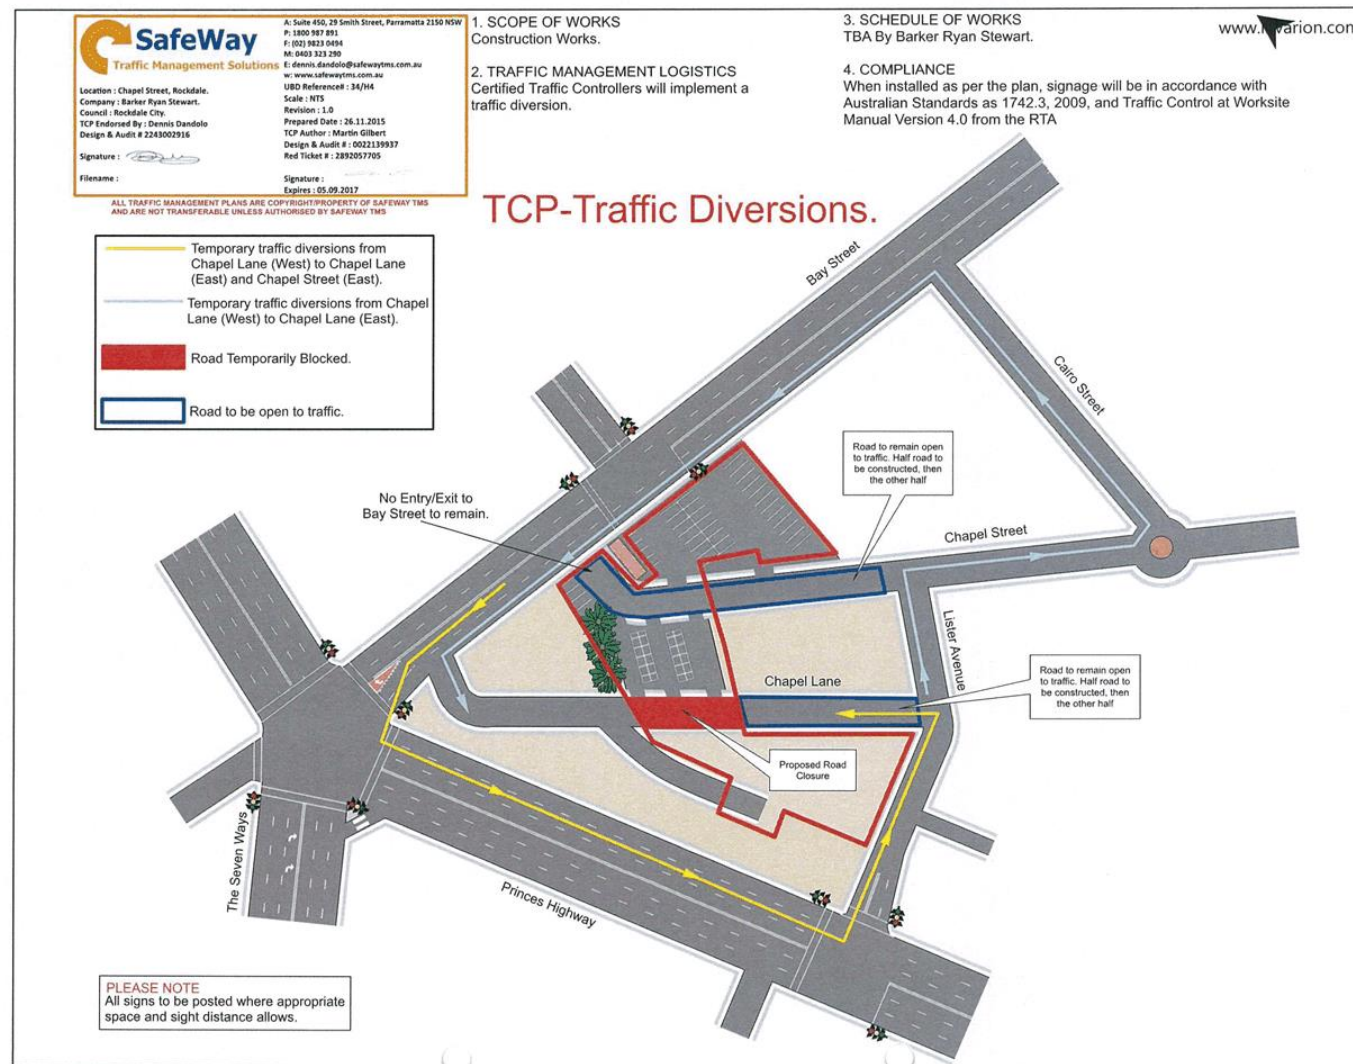 SafeWay
Traffic Management Solutions
Location : Chapel Street, Rockdale.
Company : Barker Ryan Stewart.
Council : Rockdale City.
TCP Endorsed By : Dennis Dandolo
Design & Audit # 2243002916
Signature :
Filename :
A: Suite 450, 29 Smith Street, Parramatta 2150 NSW
P: 1800 987 891
F: (02) 9823 0494
M: 0403 323 290
E: dennis.dandolo@safewaytms.com.au
w: www.safewaytms.com.au
UBD Reference# : 34/H4
Scale : NTS
Revision : 1.0
Prepared Date : 26.11.2015
TCP Author : Martin Gilbert
Design & Audit # : 0022139937
Red Ticket # : 2892057705
Signature :
Expires : 05.09.2017
ALL TRAFFIC MANAGEMENT PLANS ARE COPYRIGHT/PROPERTY OF SAFEWAY TMS
AND ARE NOT TRANSFERABLE UNLESS AUTHORISED BY SAFEWAY TMS
1. SCOPE OF WORKS
Construction Works.
2. TRAFFIC MANAGEMENT LOGISTICS
Certified Traffic Controllers will implement a
traffic diversion.
3. SCHEDULE OF WORKS
TBA By Barker Ryan Stewart.
4. COMPLIANCE
When installed as per the plan, signage will be in accordance with
Australian Standards as 1742.3, 2009, and Traffic Control at Worksite
Manual Version 4.0 from the RTA
TCP-Traffic Diversions.
Temporary traffic diversions from
Chapel Lane (West) to Chapel Lane
(East) and Chapel Street (East).
Temporary traffic diversions from Chapel
Lane (West) to Chapel Lane (East).
Road Temporarily Blocked.
Road to be open to traffic.
Bay Street
Cairo Street
No Entry/Exit to
Bay Street to remain.
Road to remain open
to traffic. Half road to
be constructed, then
the other half
Chapel Street
Lister Avenue
Chapel Lane
Road to remain open
to traffic. Half road to
be constructed, then
the other half
Proposed Road
Closure
The Seven Ways
Princes Highway
PLEASE NOTE
All signs to be posted where appropriate
space and sight distance allows.